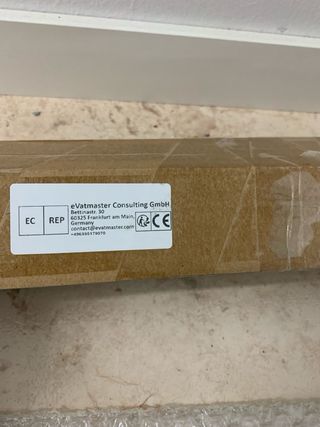 EC REP
eVatmaster Consulting GmbH
Bettinastr. 30
60325 Frankfurt am Main,
Germany
contact@evatmaster.com
CE